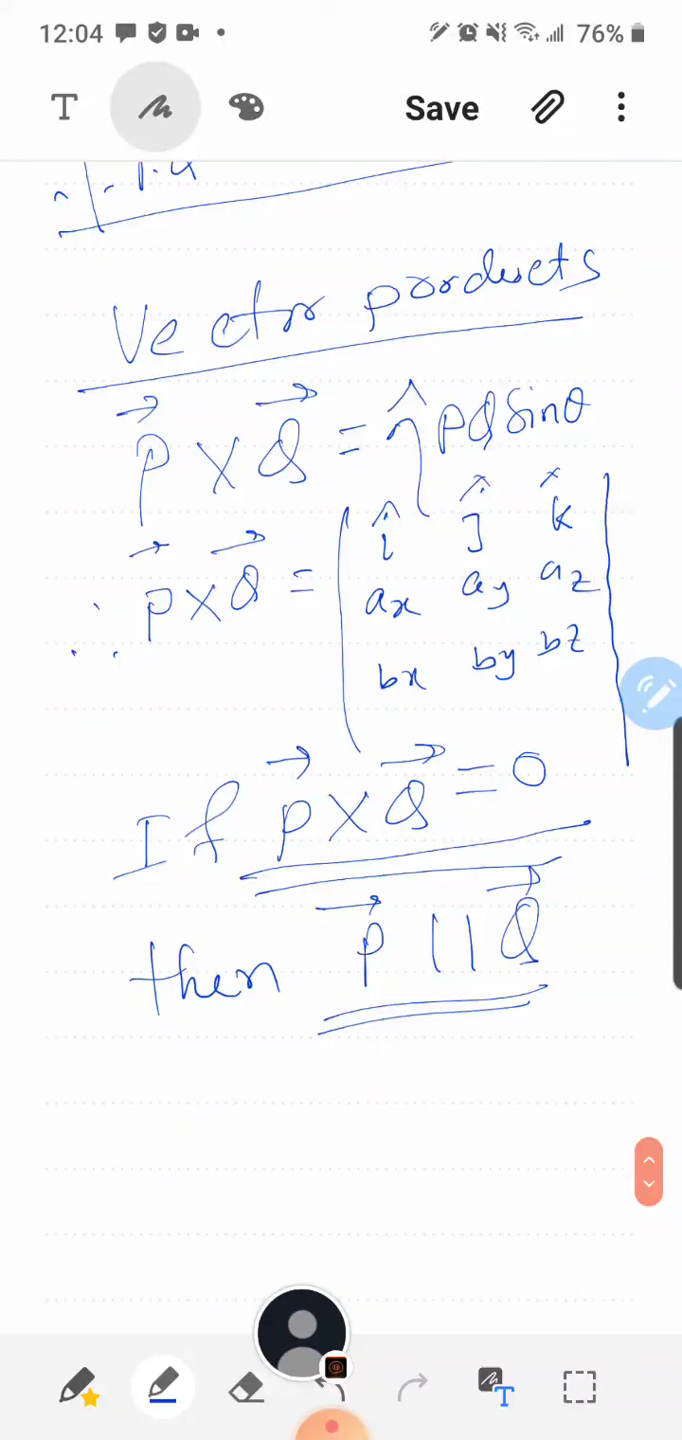 12:04 76%
T Save
Vector products
P⃗ × Q⃗ = η̂ PQ sinθ
∴ P⃗ × Q⃗ = | î ĵ k̂
ax ay az
bx by bz |
If P⃗ × Q⃗ = 0
then P⃗ || Q⃗